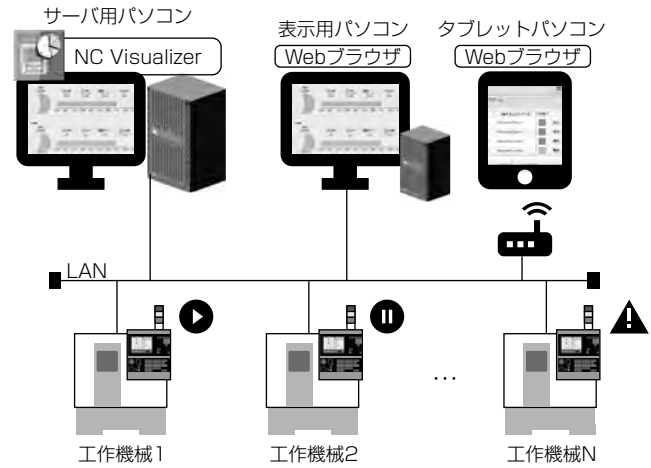 サーバ用パソコン
NC Visualizer
表示用パソコン
Webブラウザ
タブレットパソコン
Webブラウザ
LAN
...
工作機械1
工作機械2
工作機械N